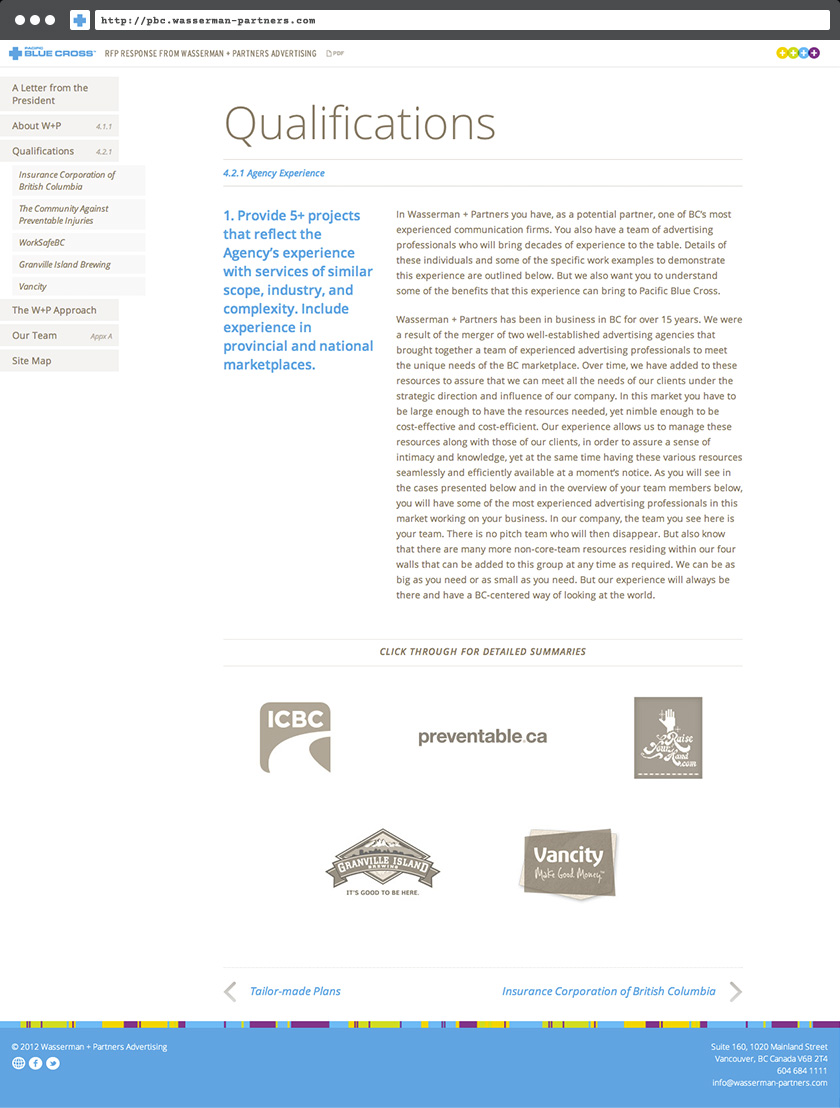 http://pbc.wasserman-partners.com
PACIFIC
BLUE CROSS
RFP RESPONSE FROM WASSERMAN + PARTNERS ADVERTISING
PDF
A Letter from the
President
About W+P 4.1.1
Qualifications 4.2.1
Insurance Corporation of
British Columbia
The Community Against
Preventable Injuries
WorkSafeBC
Granville Island Brewing
Vancity
The W+P Approach
Our Team Appx A
Site Map
Qualifications
4.2.1 Agency Experience
1. Provide 5+ projects
that reflect the
Agency's experience
with services of similar
scope, industry, and
complexity. Include
experience in
provincial and national
marketplaces.
In Wasserman + Partners you have, as a potential partner, one of BC's most
experienced communication firms. You also have a team of advertising
professionals who will bring decades of experience to the table. Details of
these individuals and some of the specific work examples to demonstrate
this experience are outlined below. But we also want you to understand
some of the benefits that this experience can bring to Pacific Blue Cross.
Wasserman + Partners has been in business in BC for over 15 years. We were
a result of the merger of two well-established advertising agencies that
brought together a team of experienced advertising professionals to meet
the unique needs of the BC marketplace. Over time, we have added to these
resources to assure that we can meet all the needs of our clients under the
strategic direction and influence of our company. In this market you have to
be large enough to have the resources needed, yet nimble enough to be
cost-effective and cost-efficient. Our experience allows us to manage these
resources along with those of our clients, in order to assure a sense of
intimacy and knowledge, yet at the same time having these various resources
seamlessly and efficiently available at a moment's notice. As you will see in
the cases presented below and in the overview of your team members below,
you will have some of the most experienced advertising professionals in this
market working on your business. In our company, the team you see here is
your team. There is no pitch team who will then disappear. But also know
that there are many more non-core-team resources residing within our four
walls that can be added to this group at any time as required. We can be as
big as you need or as small as you need. But our experience will always be
there and have a BC-centered way of looking at the world.
CLICK THROUGH FOR DETAILED SUMMARIES
ICBC
preventable.ca
Raise
Your
Hand
.com
GRANVILLE ISLAND
BREWING
IT'S GOOD TO BE HERE.
Vancity
Make Good Money™
Tailor-made Plans
Insurance Corporation of British Columbia
© 2012 Wasserman + Partners Advertising
Suite 160, 1020 Mainland Street
Vancouver, BC Canada V6B 2T4
604 684 1111
info@wasserman-partners.com